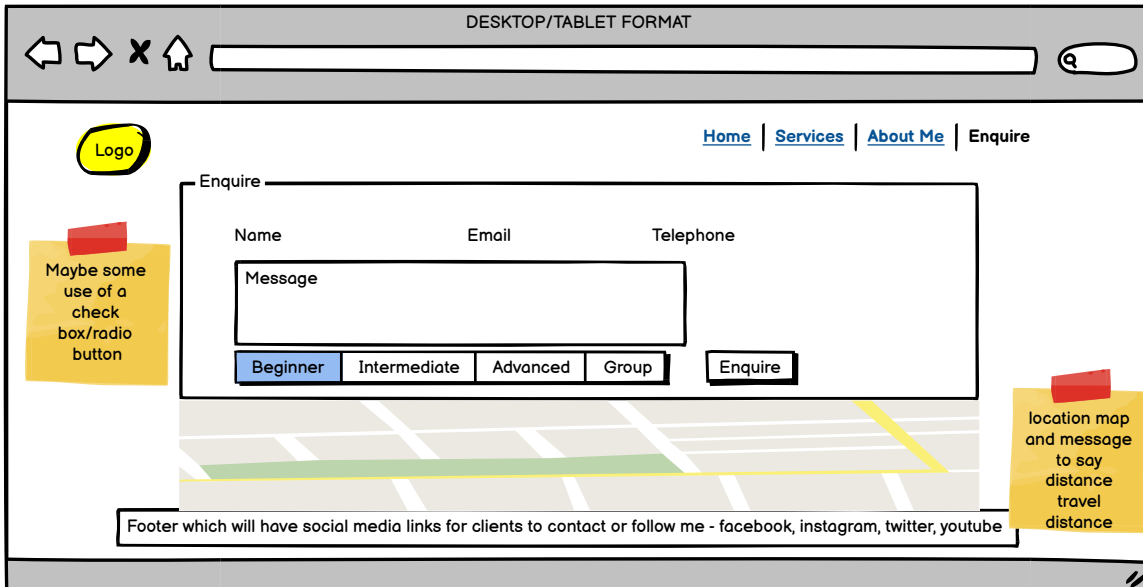 DESKTOP/TABLET FORMAT
Logo
Home Services About Me Enquire
Enquire
Name Email Telephone
Message
Beginner Intermediate Advanced Group Enquire
Maybe some
use of a
check
box/radio
button
location map
and message
to say
distance
travel
distance
Footer which will have social media links for clients to contact or follow me - facebook, instagram, twitter, youtube